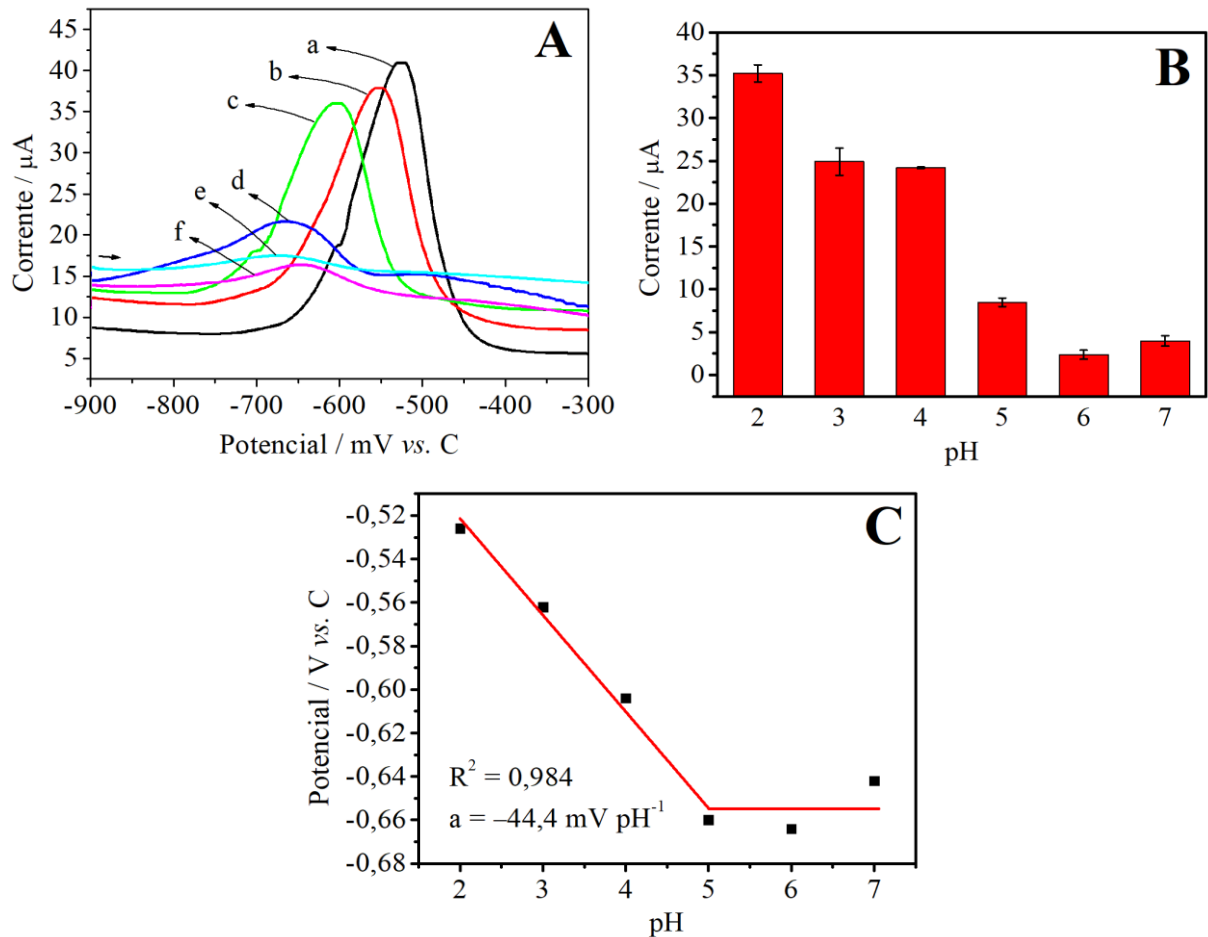 A
45
40
35
30
25
20
15
10
5
Corrente / µA
a
b
c
d
e
f
-900 -800 -700 -600 -500 -400 -300
Potencial / mV vs. C
B
40
35
30
25
20
15
10
5
0
Corrente / µA
2 3 4 5 6 7
pH
C
-0,52
-0,54
-0,56
-0,58
-0,60
-0,62
-0,64
-0,66
-0,68
Potencial / V vs. C
R² = 0,984
a = –44,4 mV pH⁻¹
2 3 4 5 6 7
pH